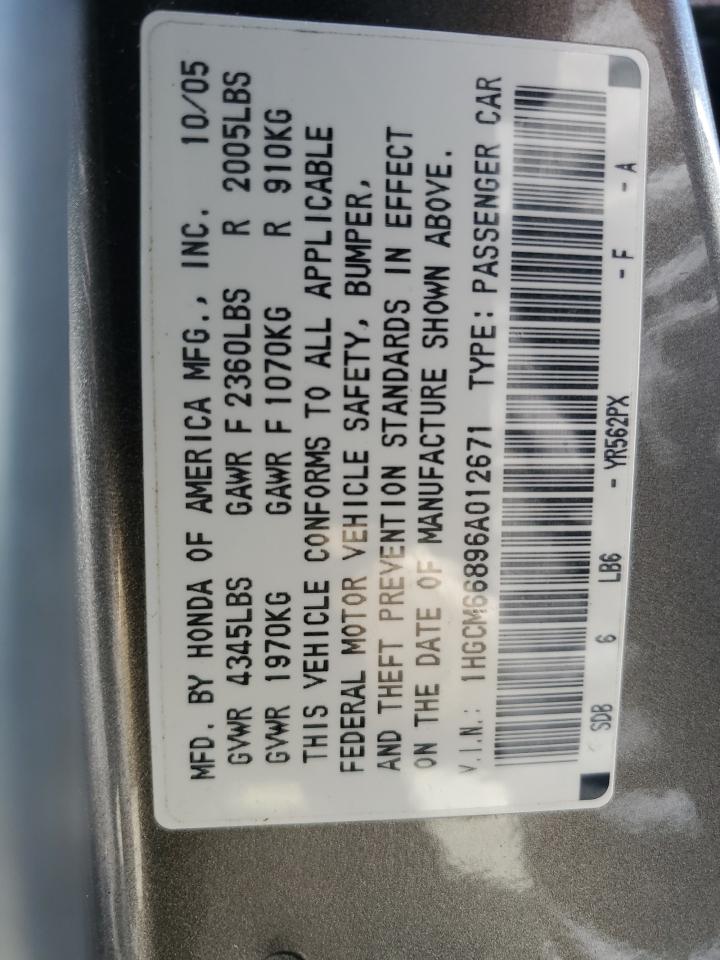 MFD. BY HONDA OF AMERICA MFG., INC. 10/05
GVWR 4345LBS GAWR F 2360LBS R 2005LBS
GVWR 1970KG GAWR F 1070KG R 910KG
THIS VEHICLE CONFORMS TO ALL APPLICABLE
FEDERAL MOTOR VEHICLE SAFETY, BUMPER,
AND THEFT PREVENTION STANDARDS IN EFFECT
ON THE DATE OF MANUFACTURE SHOWN ABOVE.
V.I.N.: 1HGCM66896A012671 TYPE: PASSENGER CAR
SDB 6 LB6 - YR562PX - F - A